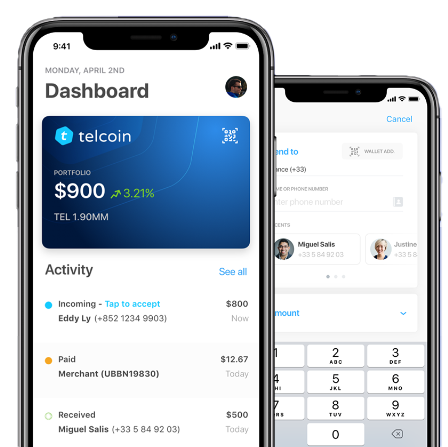 9:41
MONDAY, APRIL 2ND
Dashboard
telcoin
PORTFOLIO
$900 3.21%
TEL 1.90MM
Activity See all
Incoming - Tap to accept $800
Eddy Ly (+852 1234 9903) Now
Paid $12.67
Merchant (UBBN19830) Today
Received $500
Miguel Salis (+33 5 84 92 03) Today
Cancel
nd to WALLET ADD
nce (+33)
ME OR PHONE NUMBER
nter phone number
CENTS
Miguel Salis Justine
+33 5 84 92 03 +33 5 8
mount
1 2 3
ABC DEF
4 5 6
HI JKL MNO
7 8 9
RS TUV WXYZ
0